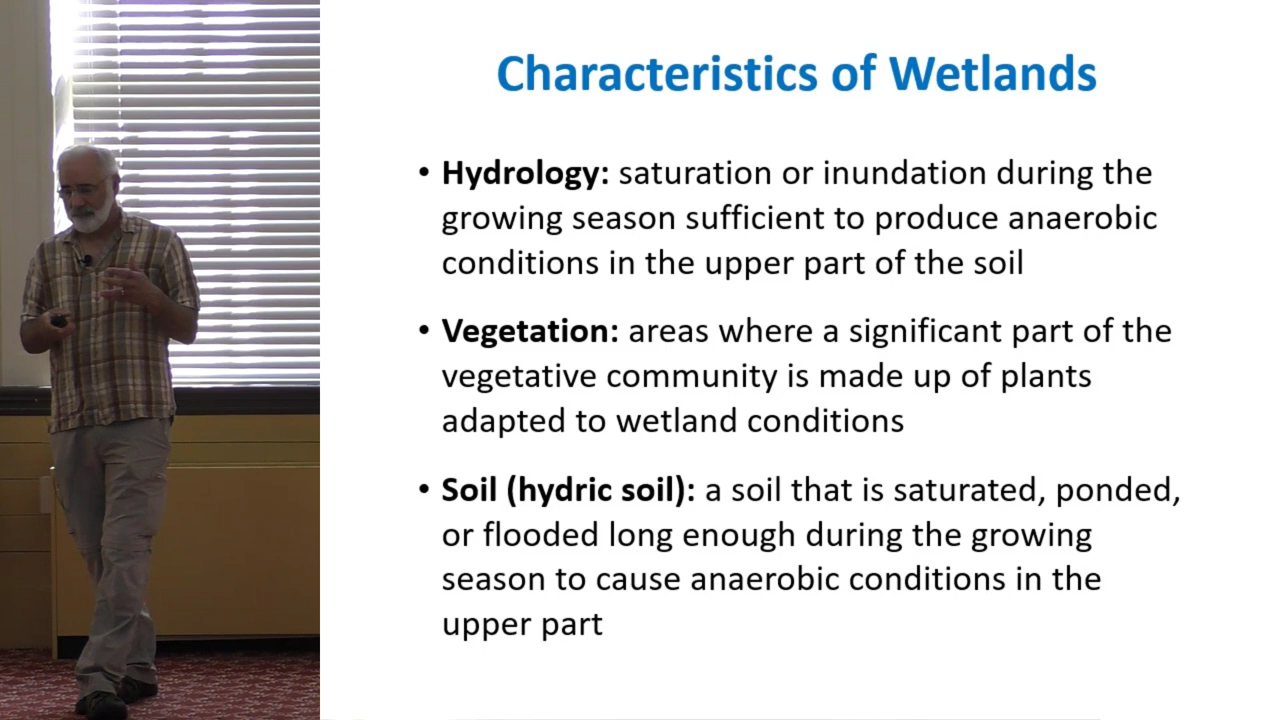 Characteristics of Wetlands
• Hydrology: saturation or inundation during the
growing season sufficient to produce anaerobic
conditions in the upper part of the soil
• Vegetation: areas where a significant part of the
vegetative community is made up of plants
adapted to wetland conditions
• Soil (hydric soil): a soil that is saturated, ponded,
or flooded long enough during the growing
season to cause anaerobic conditions in the
upper part